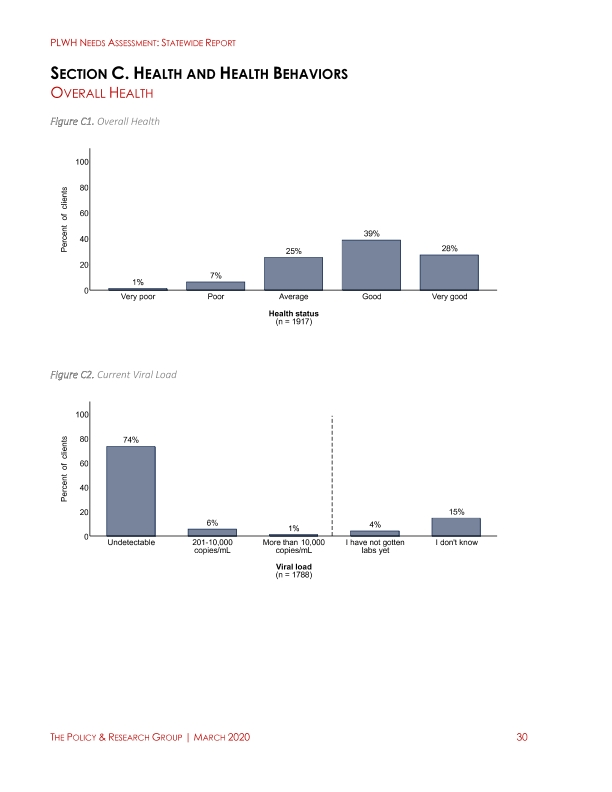 PLWH NEEDS ASSESSMENT: STATEWIDE REPORT
SECTION C. HEALTH AND HEALTH BEHAVIORS
OVERALL HEALTH
Figure C1. Overall Health
Percent of clients
100
80
60
40
20
0
1%
7%
25%
39%
28%
Very poor
Poor
Average
Good
Very good
Health status
(n = 1917)
Figure C2. Current Viral Load
Percent of clients
100
80
60
40
20
0
74%
6%
1%
4%
15%
Undetectable
201-10,000
copies/mL
More than 10,000
copies/mL
I have not gotten
labs yet
I don't know
Viral load
(n = 1788)
THE POLICY & RESEARCH GROUP | MARCH 2020
30